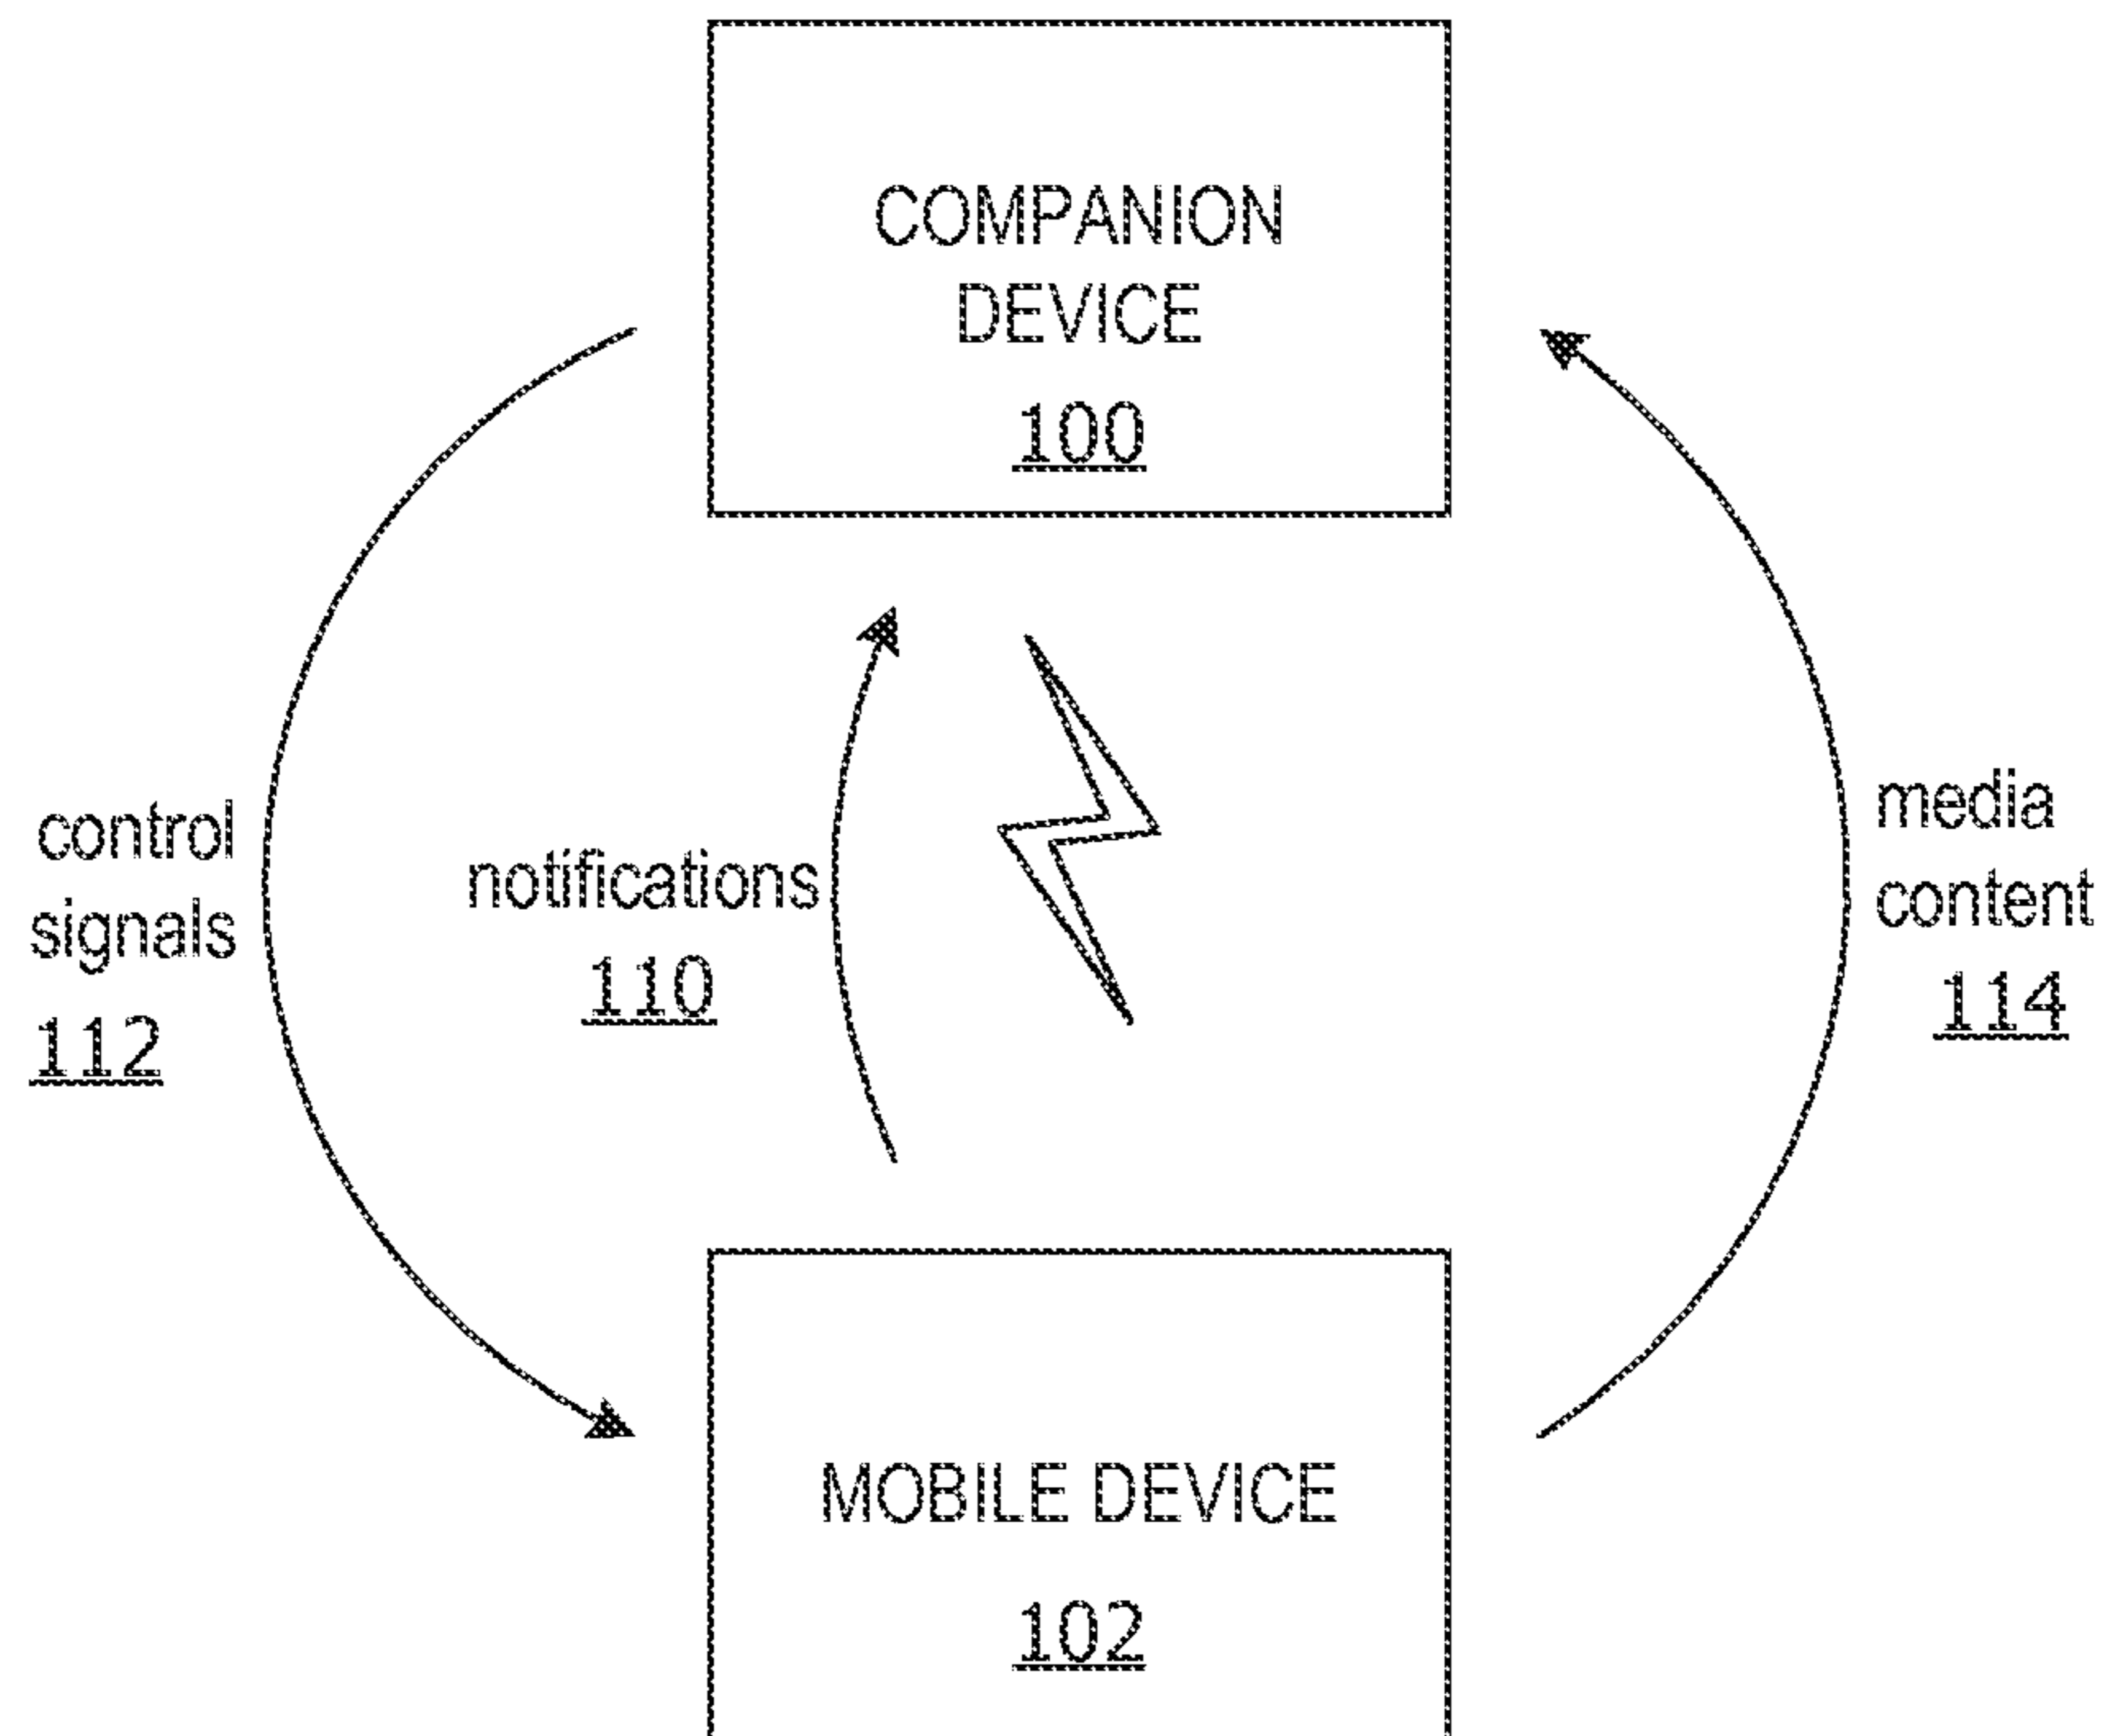 COMPANION
DEVICE
100
control
signals
112
notifications
110
media
content
114
MOBILE DEVICE
102